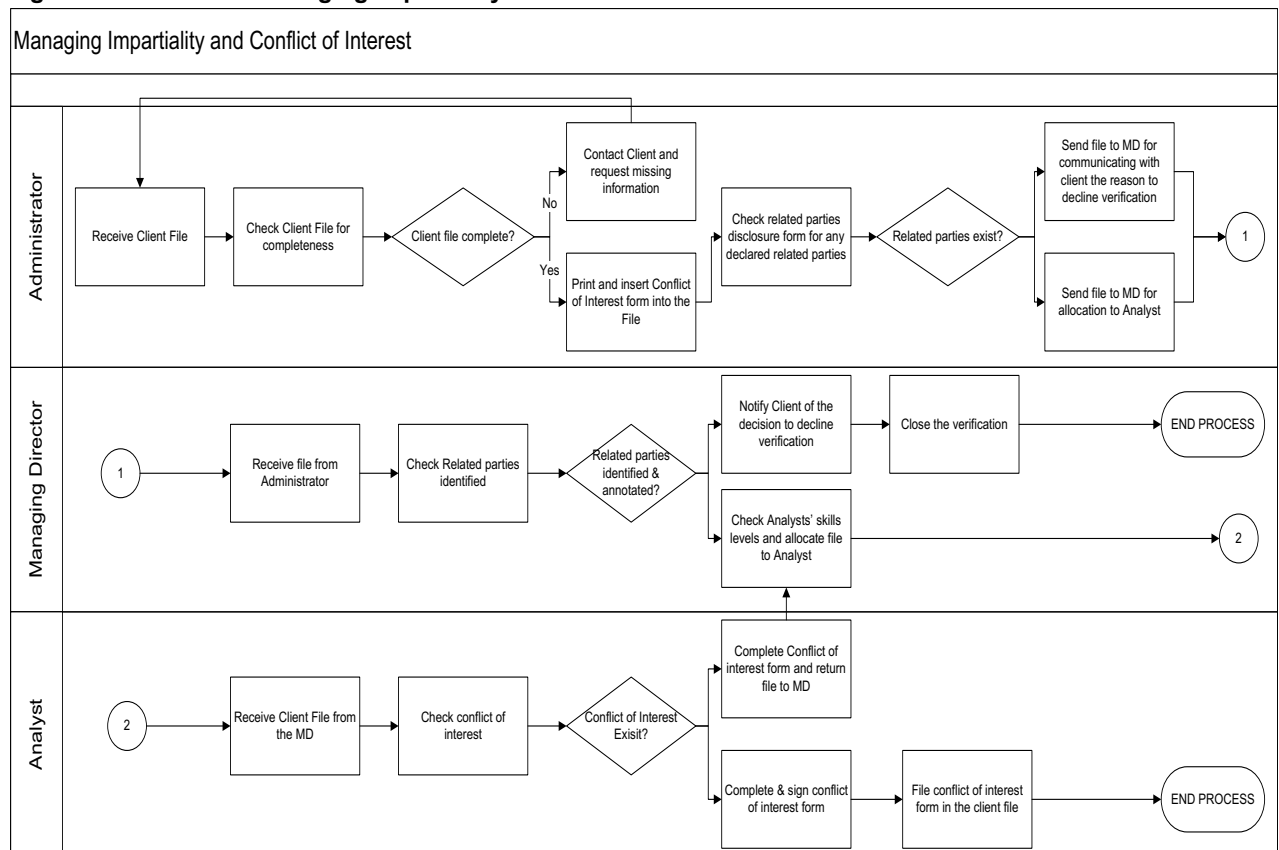 Managing Impartiality and Conflict of Interest
Administrator
Receive Client File
Check Client File for
completeness
Client file complete?
No
Yes
Contact Client and
request missing
information
Print and insert Conflict
of Interest form into the
File
Check related parties
disclosure form for any
declared related parties
Related parties exist?
Send file to MD for
communicating with
client the reason to
decline verification
Send file to MD for
allocation to Analyst
1
Managing Director
1
Receive file from
Administrator
Check Related parties
identified
Related parties
identified &
annotated?
Notify Client of the
decision to decline
verification
Close the verification
END PROCESS
Check Analysts' skills
levels and allocate file
to Analyst
2
Analyst
2
Receive Client File from
the MD
Check conflict of
interest
Conflict of Interest
Exisit?
Complete Conflict of
interest form and return
file to MD
Complete & sign conflict
of interest form
File conflict of interest
form in the client file
END PROCESS